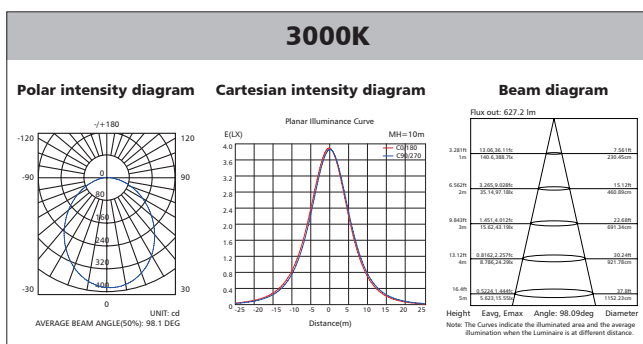 3000K
Polar intensity diagram
Cartesian intensity diagram
Beam diagram
-/+180
-120
120
-90
90
-30
30
0
0
80
160
240
320
400
UNIT: cd
AVERAGE BEAM ANGLE(50%): 98.1 DEG
Planar Illuminance Curve
E(LX)
MH=10m
C0/180
C90/270
4.0
3.6
3.2
2.8
2.4
2.0
1.6
1.2
0.8
0.4
0
-25 -20 -15 -10 -5 0 5 10 15 20 25
Distance(m)
Flux out: 627.2 lm
3.281ft 13.06,36.11fc 7.561ft
1m 140.6,388.7lx 230.45cm
6.562ft 3.265,9.028fc 15.12ft
2m 35.14,97.18lx 460.89cm
9.843ft 1.451,4.012fc 22.68ft
3m 15.62,43.19lx 691.34cm
13.12ft 0.8162,2.257fc 30.24ft
4m 8.786,24.29lx 921.78cm
16.4ft 0.5224,1.444fc 37.8ft
5m 5.623,15.55lx 1152.23cm
Height Eavg, Emax Angle: 98.09deg Diameter
Note: The Curves indicate the illuminated area and the average
illumination when the Luminaire is at different distance.